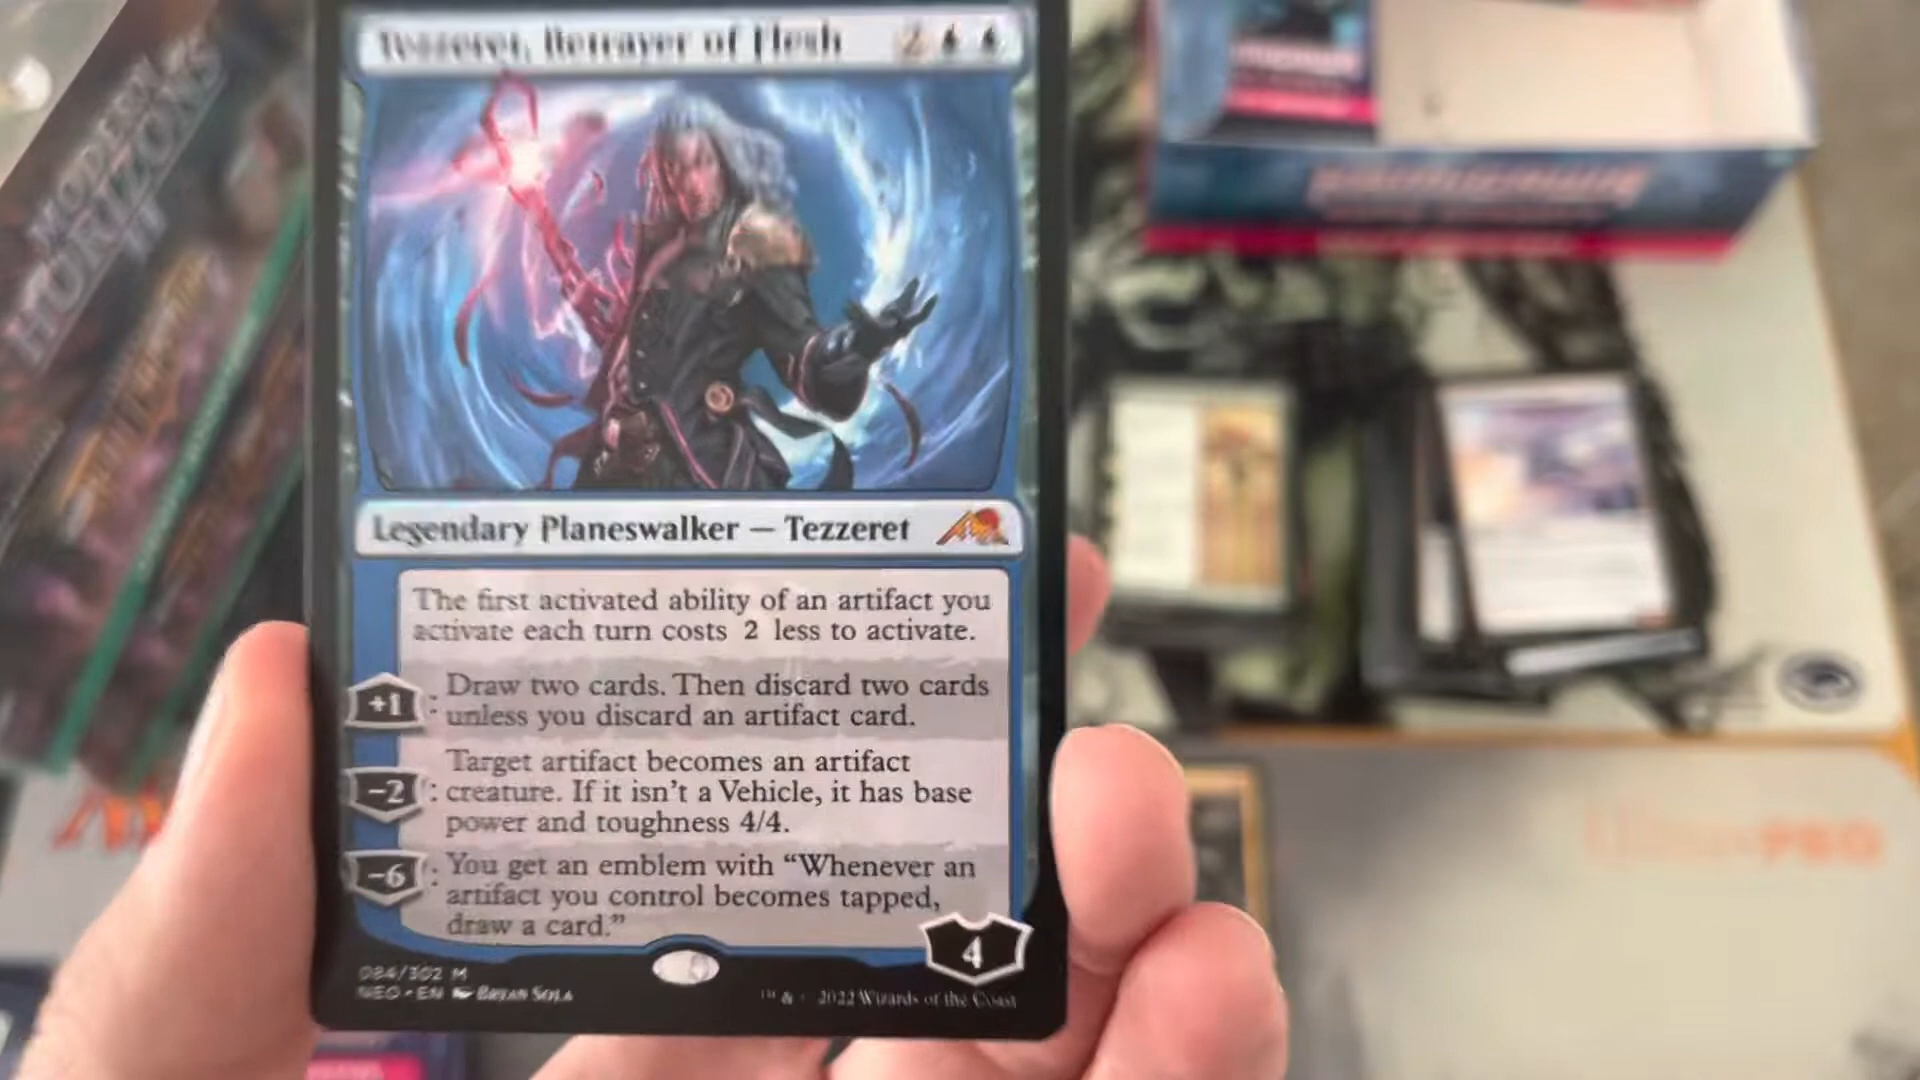 Tezzeret, Betrayer of Flesh 2
Legendary Planeswalker — Tezzeret
The first activated ability of an artifact you
activate each turn costs 2 less to activate.
+1 : Draw two cards. Then discard two cards
unless you discard an artifact card.
Target artifact becomes an artifact
−2 : creature. If it isn't a Vehicle, it has base
power and toughness 4/4.
−6 : You get an emblem with “Whenever an
artifact you control becomes tapped,
draw a card.”
4
084/302 M
NEO • EN Bryan Sola
™ & 2022 Wizards of the Coast
MODERN
HORIZONS